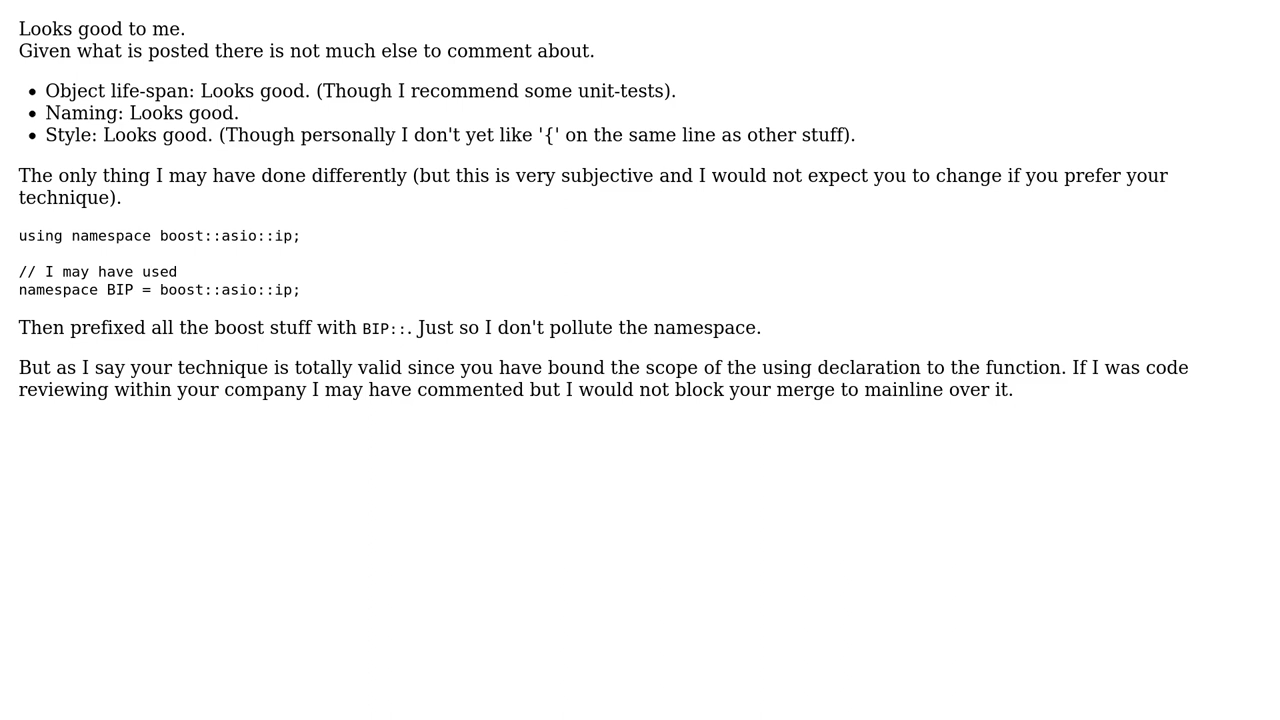 Looks good to me.
Given what is posted there is not much else to comment about.
• Object life-span: Looks good. (Though I recommend some unit-tests).
• Naming: Looks good.
• Style: Looks good. (Though personally I don't yet like '{' on the same line as other stuff).
The only thing I may have done differently (but this is very subjective and I would not expect you to change if you prefer your
technique).
using namespace boost::asio::ip;
// I may have used
namespace BIP = boost::asio::ip;
Then prefixed all the boost stuff with BIP::. Just so I don't pollute the namespace.
But as I say your technique is totally valid since you have bound the scope of the using declaration to the function. If I was code
reviewing within your company I may have commented but I would not block your merge to mainline over it.